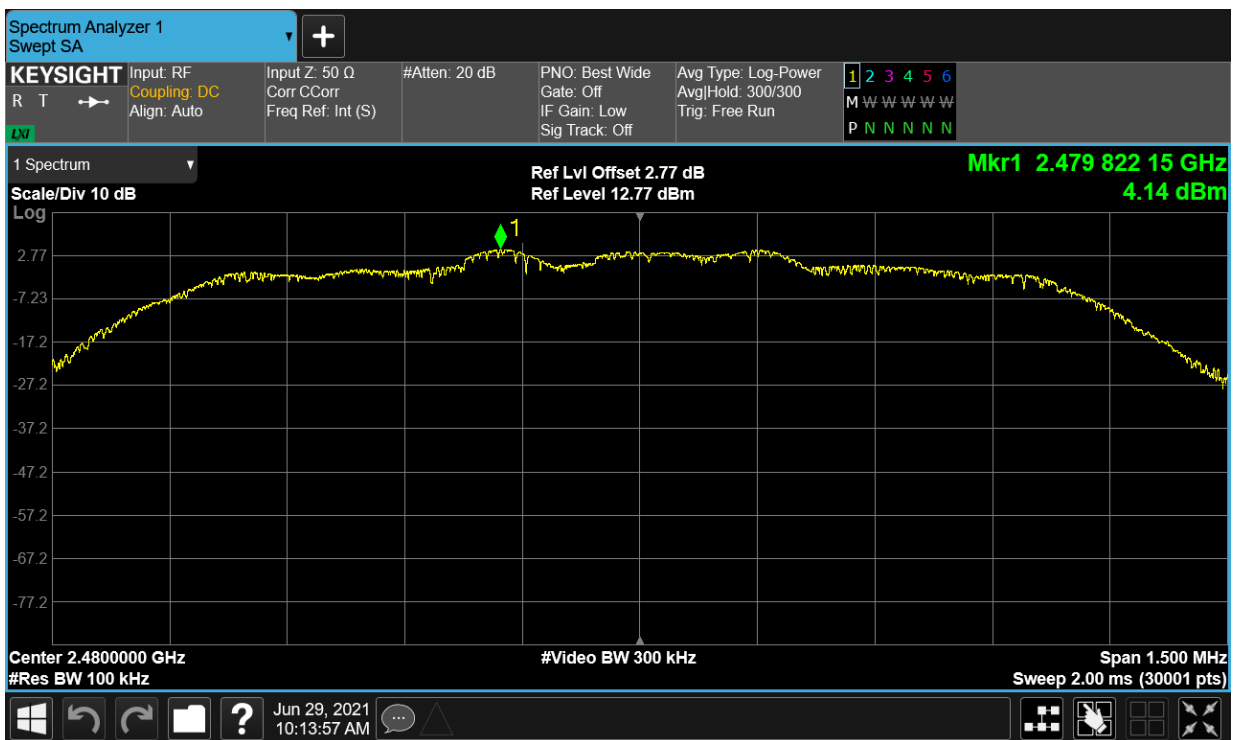 Spectrum Analyzer 1
Swept SA
KEYSIGHT
R T
LXI
Input: RF
Coupling: DC
Align: Auto
Input Z: 50 Ω
Corr CCorr
Freq Ref: Int (S)
#Atten: 20 dB
PNO: Best Wide
Gate: Off
IF Gain: Low
Sig Track: Off
Avg Type: Log-Power
Avg|Hold: 300/300
Trig: Free Run
1 2 3 4 5 6
M W W W W W
P N N N N N
1 Spectrum
Scale/Div 10 dB
Log
Ref Lvl Offset 2.77 dB
Ref Level 12.77 dBm
Mkr1 2.479 822 15 GHz
4.14 dBm
1
2.77
-7.23
-17.2
-27.2
-37.2
-47.2
-57.2
-67.2
-77.2
Center 2.4800000 GHz
#Res BW 100 kHz
#Video BW 300 kHz
Span 1.500 MHz
Sweep 2.00 ms (30001 pts)
?
Jun 29, 2021
10:13:57 AM